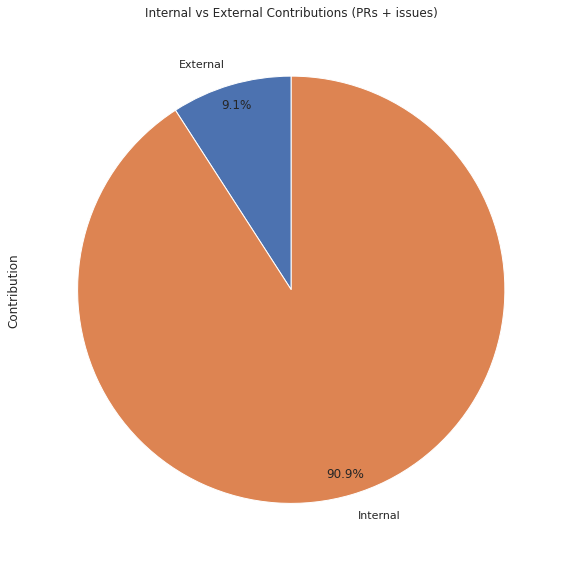 Internal vs External Contributions (PRs + issues)
External
9.1%
Contribution
90.9%
Internal